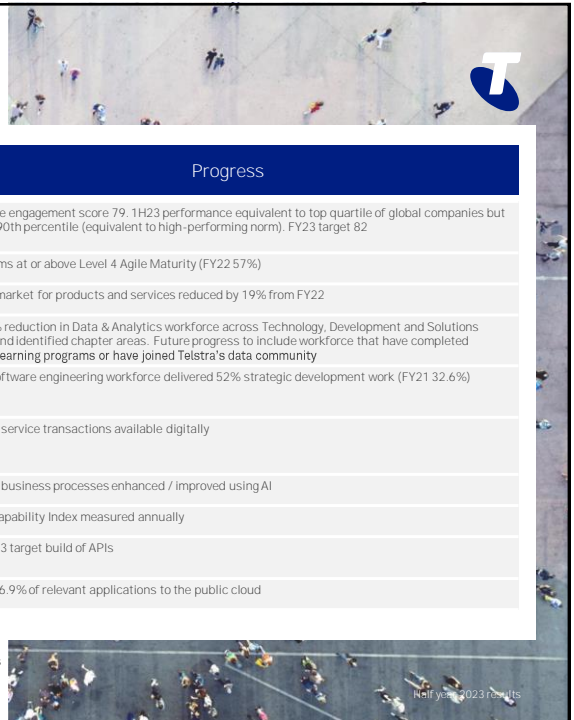 Progress
e engagement score 79. 1H23 performance equivalent to top quartile of global companies but
90th percentile (equivalent to high-performing norm). FY23 target 82
ms at or above Level 4 Agile Maturity (FY22 57%)
market for products and services reduced by 19% from FY22
reduction in Data & Analytics workforce across Technology, Development and Solutions
nd identified chapter areas. Future progress to include workforce that have completed
earning programs or have joined Telstra's data community
ftware engineering workforce delivered 52% strategic development work (FY21 32.6%)
service transactions available digitally
business processes enhanced / improved using AI
apability Index measured annually
3 target build of APIs
6.9% of relevant applications to the public cloud
Half year 2023 results